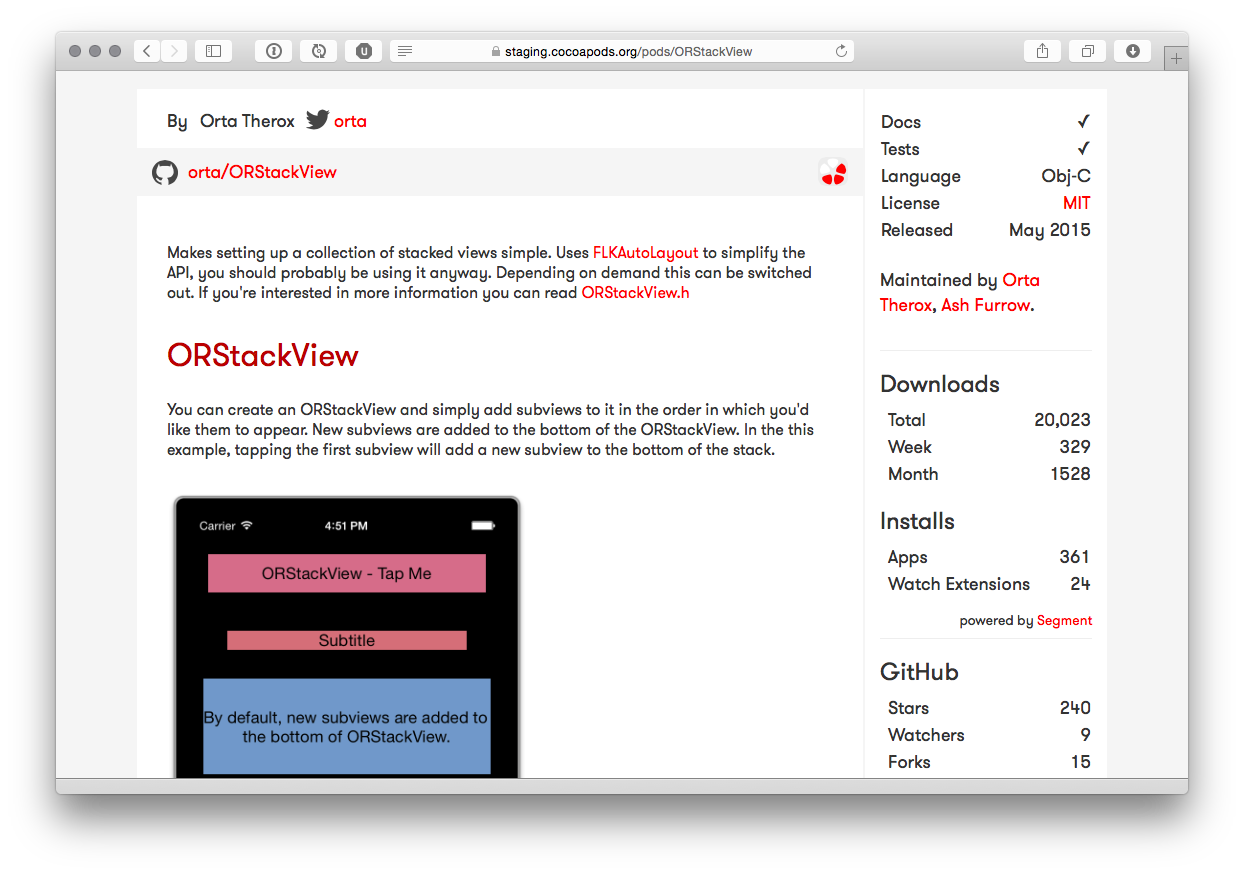 staging.cocoapods.org/pods/ORStackView
By Orta Therox orta
orta/ORStackView
Makes setting up a collection of stacked views simple. Uses FLKAutoLayout to simplify the
API, you should probably be using it anyway. Depending on demand this can be switched
out. If you're interested in more information you can read ORStackView.h
ORStackView
You can create an ORStackView and simply add subviews to it in the order in which you'd
like them to appear. New subviews are added to the bottom of the ORStackView. In the this
example, tapping the first subview will add a new subview to the bottom of the stack.
Carrier 4:51 PM
ORStackView - Tap Me
Subtitle
By default, new subviews are added to
the bottom of ORStackView.
Docs ✓
Tests ✓
Language Obj-C
License MIT
Released May 2015
Maintained by Orta
Therox, Ash Furrow.
Downloads
Total 20,023
Week 329
Month 1528
Installs
Apps 361
Watch Extensions 24
powered by Segment
GitHub
Stars 240
Watchers 9
Forks 15